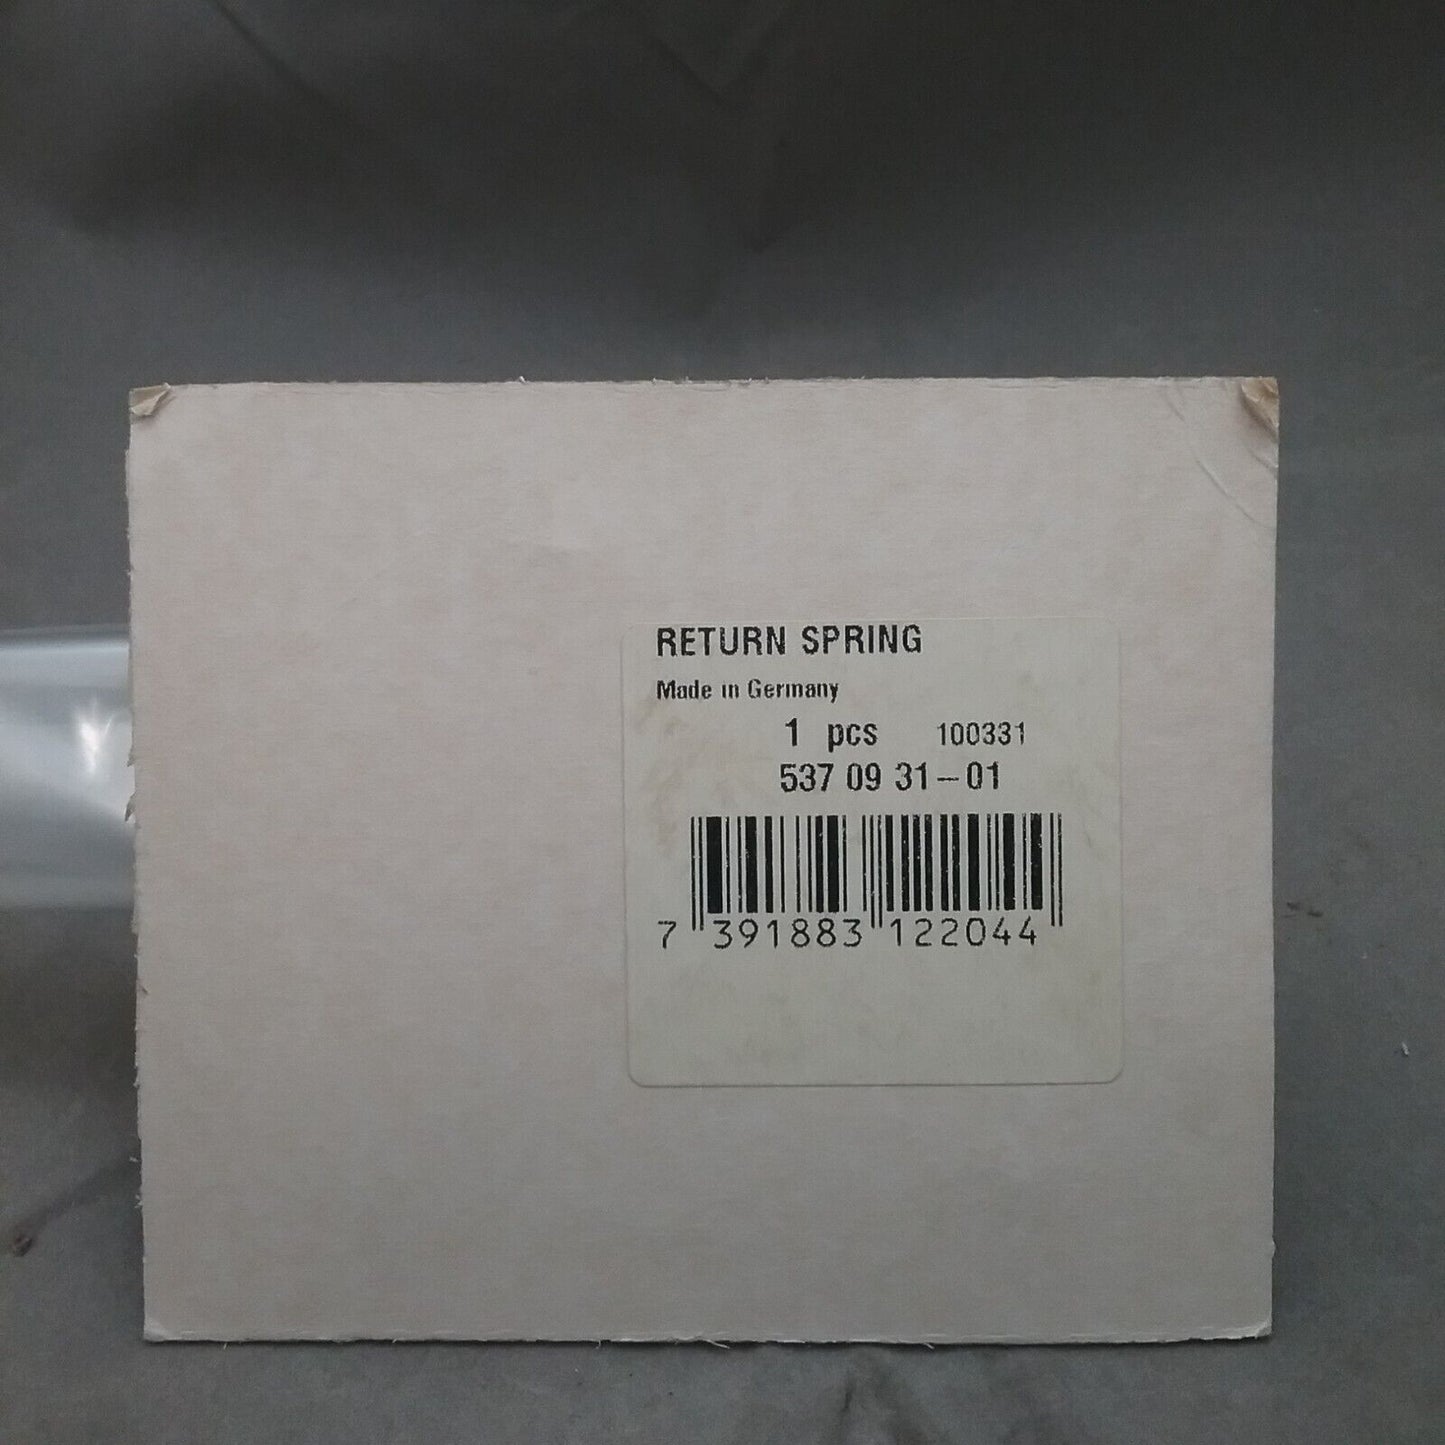 RETURN SPRING
Made in Germany
1 pcs 100331
537 09 31-01
7 391883 122044